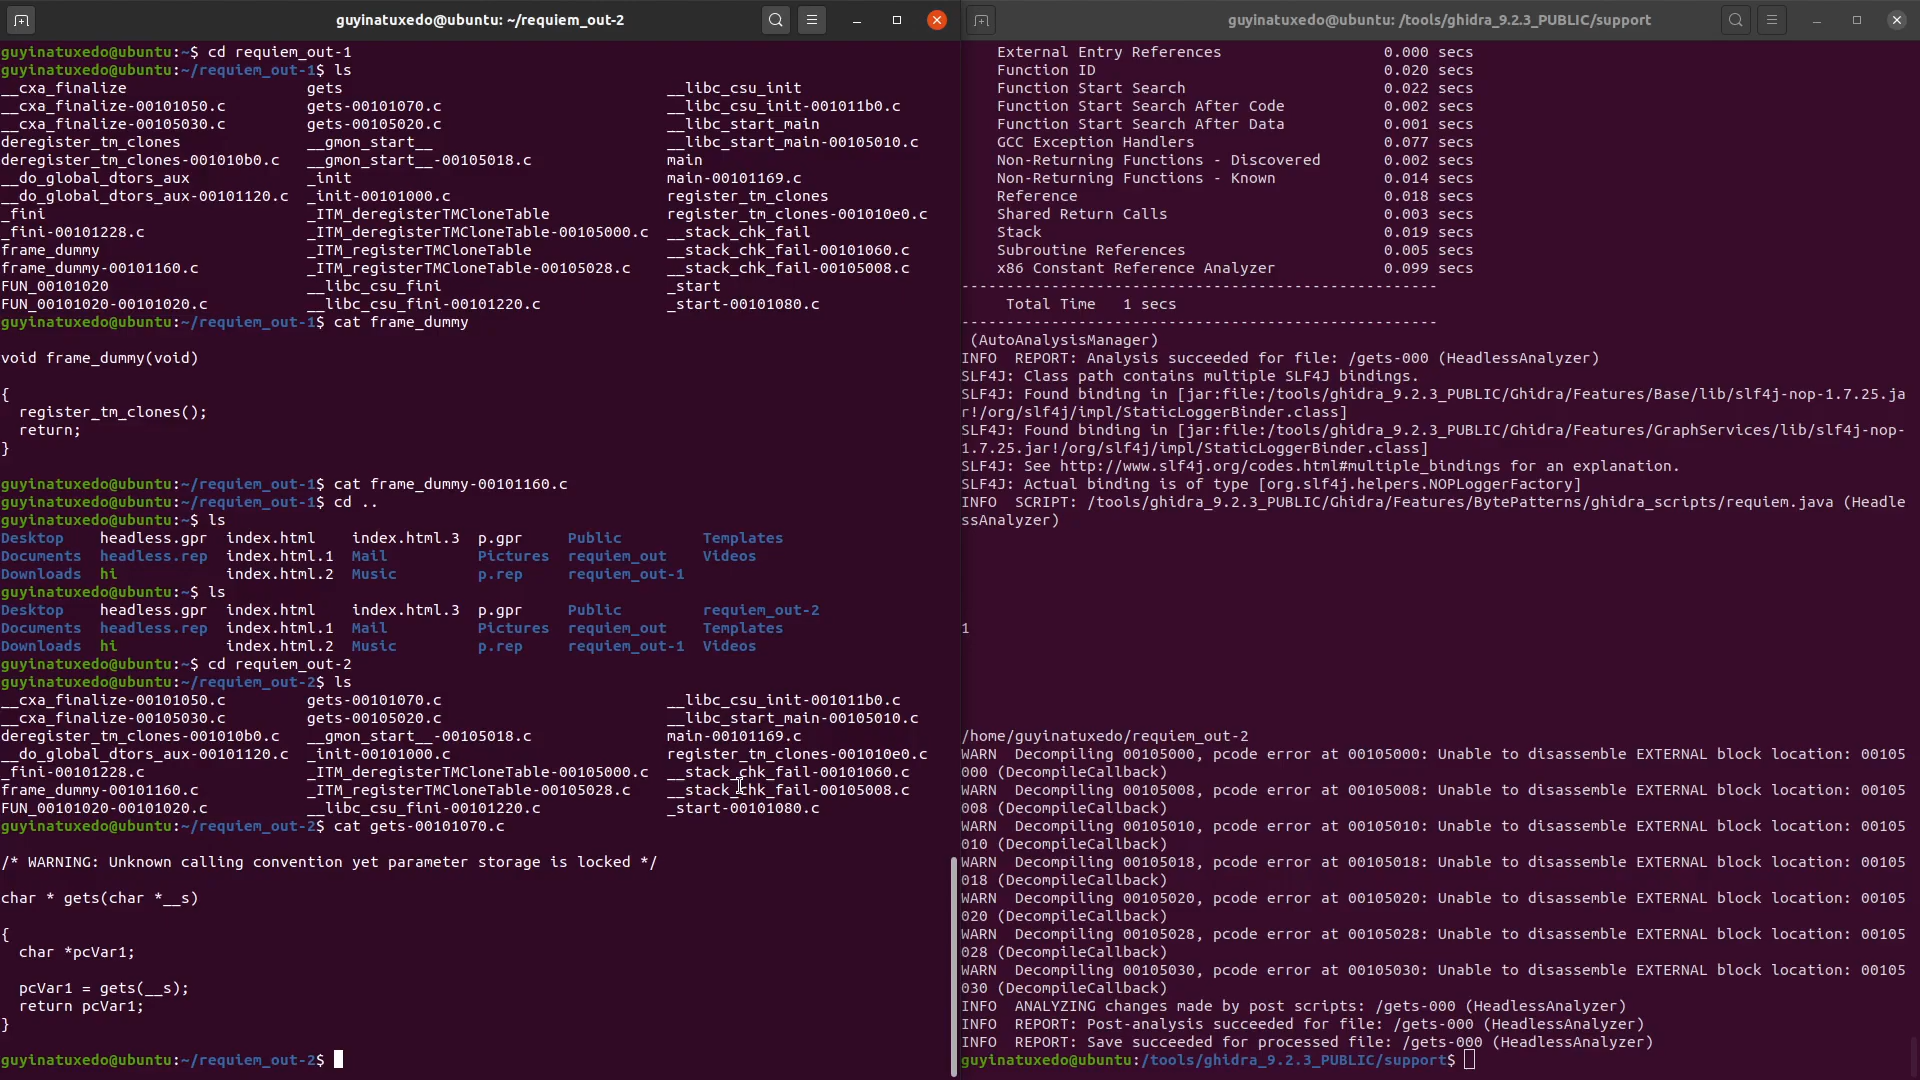 guyinatuxedo@ubuntu: ~/requiem_out-2
guyinatuxedo@ubuntu:~$ cd requiem_out-1
guyinatuxedo@ubuntu:~/requiem_out-1$ ls
__cxa_finalize gets __libc_csu_init
__cxa_finalize-00101050.c gets-00101070.c __libc_csu_init-001011b0.c
__cxa_finalize-00105030.c gets-00105020.c __libc_start_main
deregister_tm_clones __gmon_start__ __libc_start_main-00105010.c
deregister_tm_clones-001010b0.c __gmon_start__-00105018.c main
__do_global_dtors_aux _init main-00101169.c
__do_global_dtors_aux-00101120.c _init-00101000.c register_tm_clones
_fini _ITM_deregisterTMCloneTable register_tm_clones-001010e0.c
_fini-00101228.c _ITM_deregisterTMCloneTable-00105000.c __stack_chk_fail
frame_dummy _ITM_registerTMCloneTable __stack_chk_fail-00101060.c
frame_dummy-00101160.c _ITM_registerTMCloneTable-00105028.c __stack_chk_fail-00105008.c
FUN_00101020 __libc_csu_fini _start
FUN_00101020-00101020.c __libc_csu_fini-00101220.c _start-00101080.c
guyinatuxedo@ubuntu:~/requiem_out-1$ cat frame_dummy
void frame_dummy(void)
{
register_tm_clones();
return;
}
guyinatuxedo@ubuntu:~/requiem_out-1$ cat frame_dummy-00101160.c
guyinatuxedo@ubuntu:~/requiem_out-1$ cd ..
guyinatuxedo@ubuntu:~$ ls
Desktop headless.gpr index.html index.html.3 p.gpr Public Templates
Documents headless.rep index.html.1 Mail Pictures requiem_out Videos
Downloads hi index.html.2 Music p.rep requiem_out-1
guyinatuxedo@ubuntu:~$ ls
Desktop headless.gpr index.html index.html.3 p.gpr Public requiem_out-2
Documents headless.rep index.html.1 Mail Pictures requiem_out Templates
Downloads hi index.html.2 Music p.rep requiem_out-1 Videos
guyinatuxedo@ubuntu:~$ cd requiem_out-2
guyinatuxedo@ubuntu:~/requiem_out-2$ ls
__cxa_finalize-00101050.c gets-00101070.c __libc_csu_init-001011b0.c
__cxa_finalize-00105030.c gets-00105020.c __libc_start_main-00105010.c
deregister_tm_clones-001010b0.c __gmon_start__-00105018.c main-00101169.c
__do_global_dtors_aux-00101120.c _init-00101000.c register_tm_clones-001010e0.c
_fini-00101228.c _ITM_deregisterTMCloneTable-00105000.c __stack_chk_fail-00101060.c
frame_dummy-00101160.c _ITM_registerTMCloneTable-00105028.c __stack_chk_fail-00105008.c
FUN_00101020-00101020.c __libc_csu_fini-00101220.c _start-00101080.c
guyinatuxedo@ubuntu:~/requiem_out-2$ cat gets-00101070.c
/* WARNING: Unknown calling convention yet parameter storage is locked */
char * gets(char *__s)
{
char *pcVar1;
pcVar1 = gets(__s);
return pcVar1;
}
guyinatuxedo@ubuntu:~/requiem_out-2$
guyinatuxedo@ubuntu: /tools/ghidra_9.2.3_PUBLIC/support
External Entry References 0.000 secs
Function ID 0.020 secs
Function Start Search 0.022 secs
Function Start Search After Code 0.002 secs
Function Start Search After Data 0.001 secs
GCC Exception Handlers 0.077 secs
Non-Returning Functions - Discovered 0.002 secs
Non-Returning Functions - Known 0.014 secs
Reference 0.018 secs
Shared Return Calls 0.003 secs
Stack 0.019 secs
Subroutine References 0.005 secs
x86 Constant Reference Analyzer 0.099 secs
-----------------------------------------------------
Total Time 1 secs
-----------------------------------------------------
(AutoAnalysisManager)
INFO REPORT: Analysis succeeded for file: /gets-000 (HeadlessAnalyzer)
SLF4J: Class path contains multiple SLF4J bindings.
SLF4J: Found binding in [jar:file:/tools/ghidra_9.2.3_PUBLIC/Ghidra/Features/Base/lib/slf4j-nop-1.7.25.ja
r!/org/slf4j/impl/StaticLoggerBinder.class]
SLF4J: Found binding in [jar:file:/tools/ghidra_9.2.3_PUBLIC/Ghidra/Features/GraphServices/lib/slf4j-nop-
1.7.25.jar!/org/slf4j/impl/StaticLoggerBinder.class]
SLF4J: See http://www.slf4j.org/codes.html#multiple_bindings for an explanation.
SLF4J: Actual binding is of type [org.slf4j.helpers.NOPLoggerFactory]
INFO SCRIPT: /tools/ghidra_9.2.3_PUBLIC/Ghidra/Features/BytePatterns/ghidra_scripts/requiem.java (Headle
ssAnalyzer)
1
/home/guyinatuxedo/requiem_out-2
WARN Decompiling 00105000, pcode error at 00105000: Unable to disassemble EXTERNAL block location: 00105
000 (DecompileCallback)
WARN Decompiling 00105008, pcode error at 00105008: Unable to disassemble EXTERNAL block location: 00105
008 (DecompileCallback)
WARN Decompiling 00105010, pcode error at 00105010: Unable to disassemble EXTERNAL block location: 00105
010 (DecompileCallback)
WARN Decompiling 00105018, pcode error at 00105018: Unable to disassemble EXTERNAL block location: 00105
018 (DecompileCallback)
WARN Decompiling 00105020, pcode error at 00105020: Unable to disassemble EXTERNAL block location: 00105
020 (DecompileCallback)
WARN Decompiling 00105028, pcode error at 00105028: Unable to disassemble EXTERNAL block location: 00105
028 (DecompileCallback)
WARN Decompiling 00105030, pcode error at 00105030: Unable to disassemble EXTERNAL block location: 00105
030 (DecompileCallback)
INFO ANALYZING changes made by post scripts: /gets-000 (HeadlessAnalyzer)
INFO REPORT: Post-analysis succeeded for file: /gets-000 (HeadlessAnalyzer)
INFO REPORT: Save succeeded for processed file: /gets-000 (HeadlessAnalyzer)
guyinatuxedo@ubuntu:/tools/ghidra_9.2.3_PUBLIC/support$